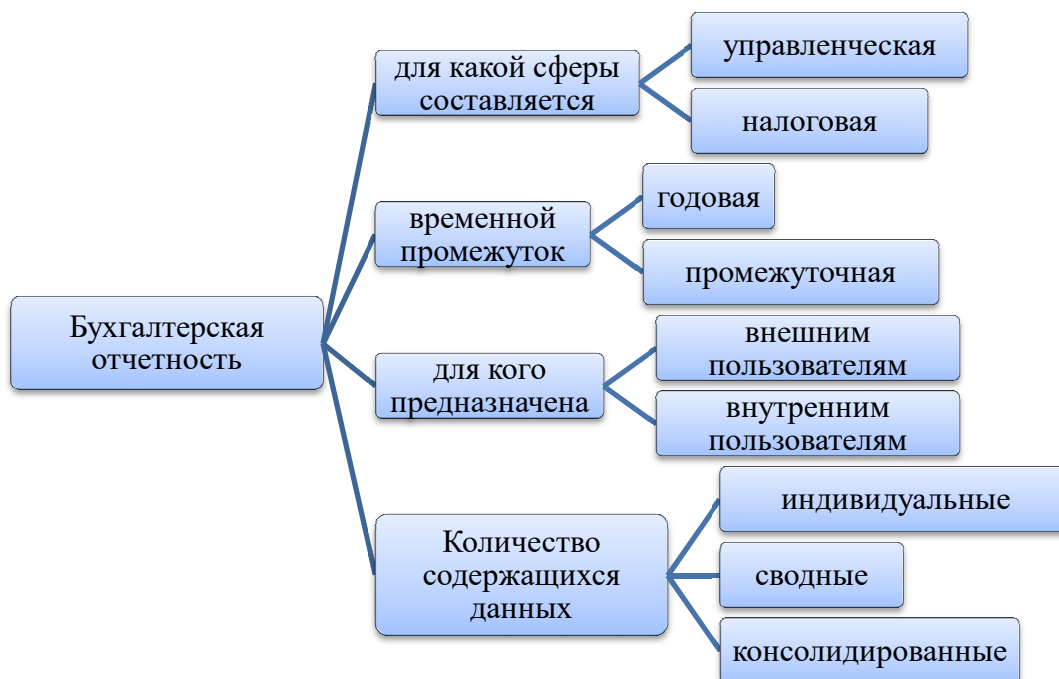 Бухгалтерская
отчетность
для какой сферы
составляется
управленческая
налоговая
временной
промежуток
годовая
промежуточная
для кого
предназначена
внешним
пользователям
внутренним
пользователям
Количество
содержащихся
данных
индивидуальные
сводные
консолидированные